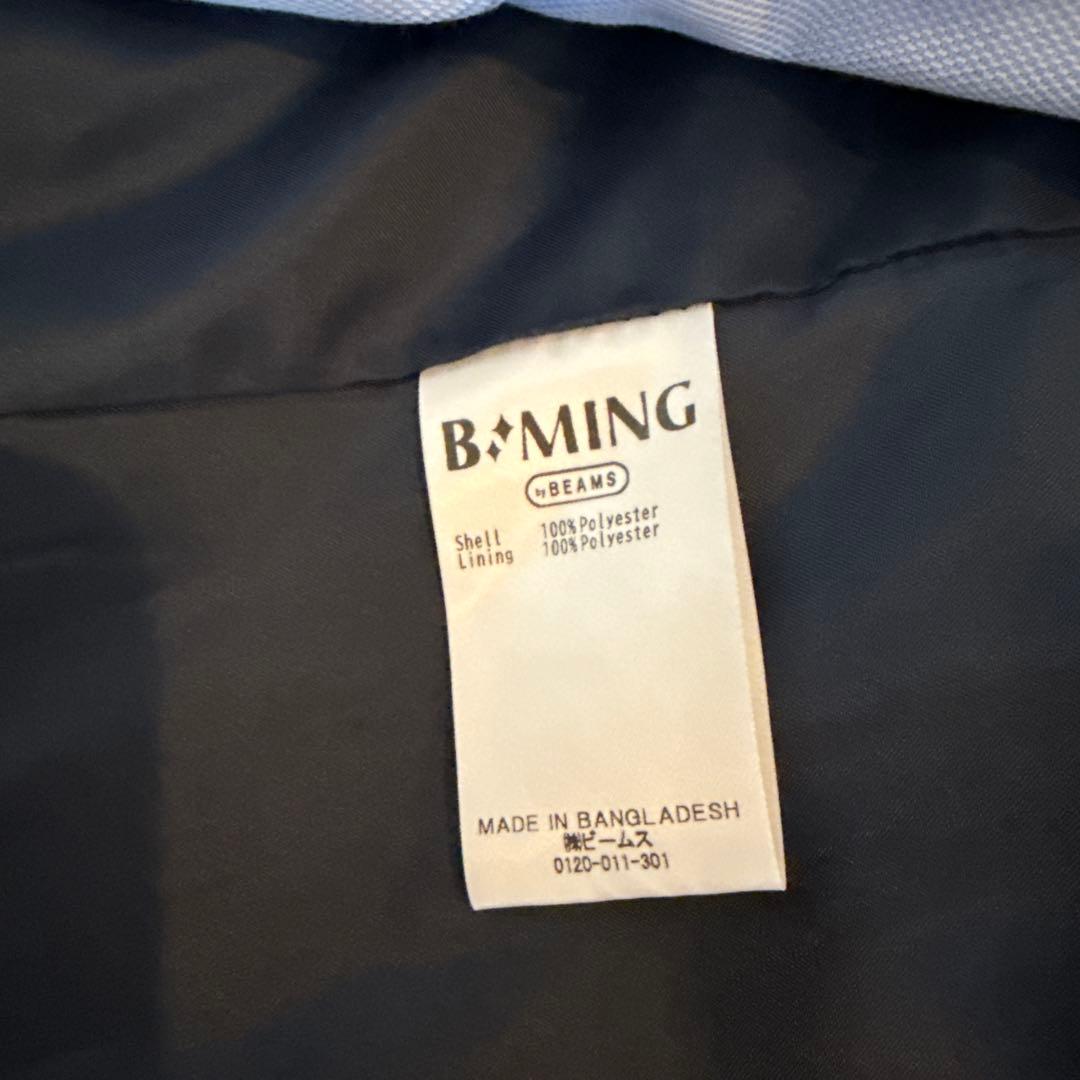 B:MING
by BEAMS
Shell 100%Polyester
Lining 100%Polyester
MADE IN BANGLADESH
㈱ビームス
0120-011-301